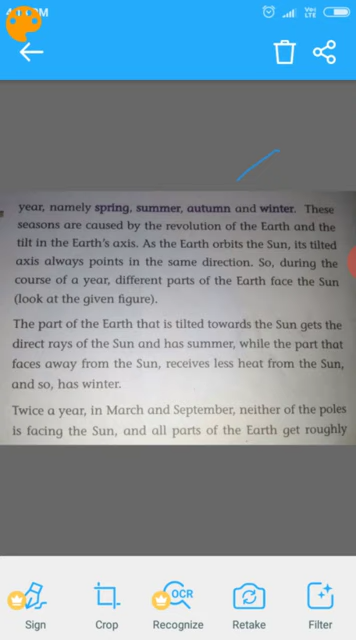 year, namely spring, summer, autumn and winter. These
seasons are caused by the revolution of the Earth and the
tilt in the Earth's axis. As the Earth orbits the Sun, its tilted
axis always points in the same direction. So, during the
course of a year, different parts of the Earth face the Sun
(look at the given figure).
The part of the Earth that is tilted towards the Sun gets the
direct rays of the Sun and has summer, while the part that
faces away from the Sun, receives less heat from the Sun,
and so, has winter.
Twice a year, in March and September, neither of the poles
is facing the Sun, and all parts of the Earth get roughly
OCR
Sign Crop Recognize Retake Filter